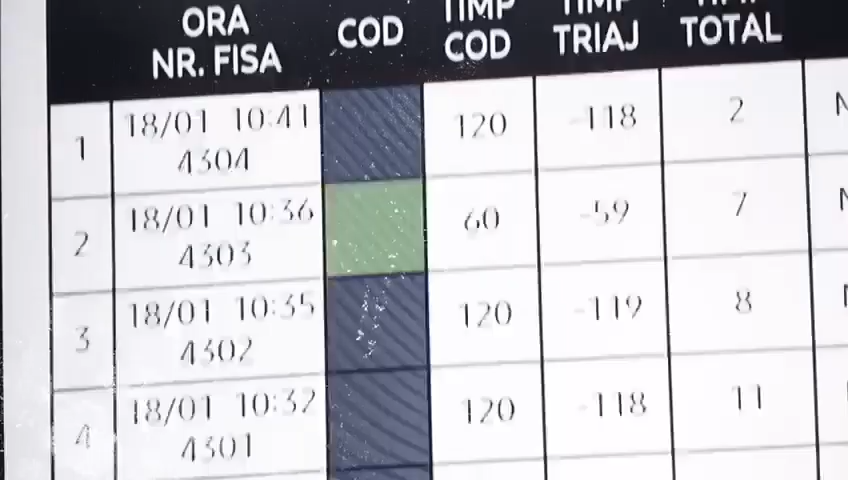 ORA
NR. FISA
COD
TIMP
COD
TIMP
TRIAJ
TIMP
TOTAL
1
18/01 10:41
4304
120
-118
2
N
2
18/01 10:36
4303
60
-59
7
N
3
18/01 10:35
4302
120
-119
8
4
18/01 10:32
4301
120
-118
11